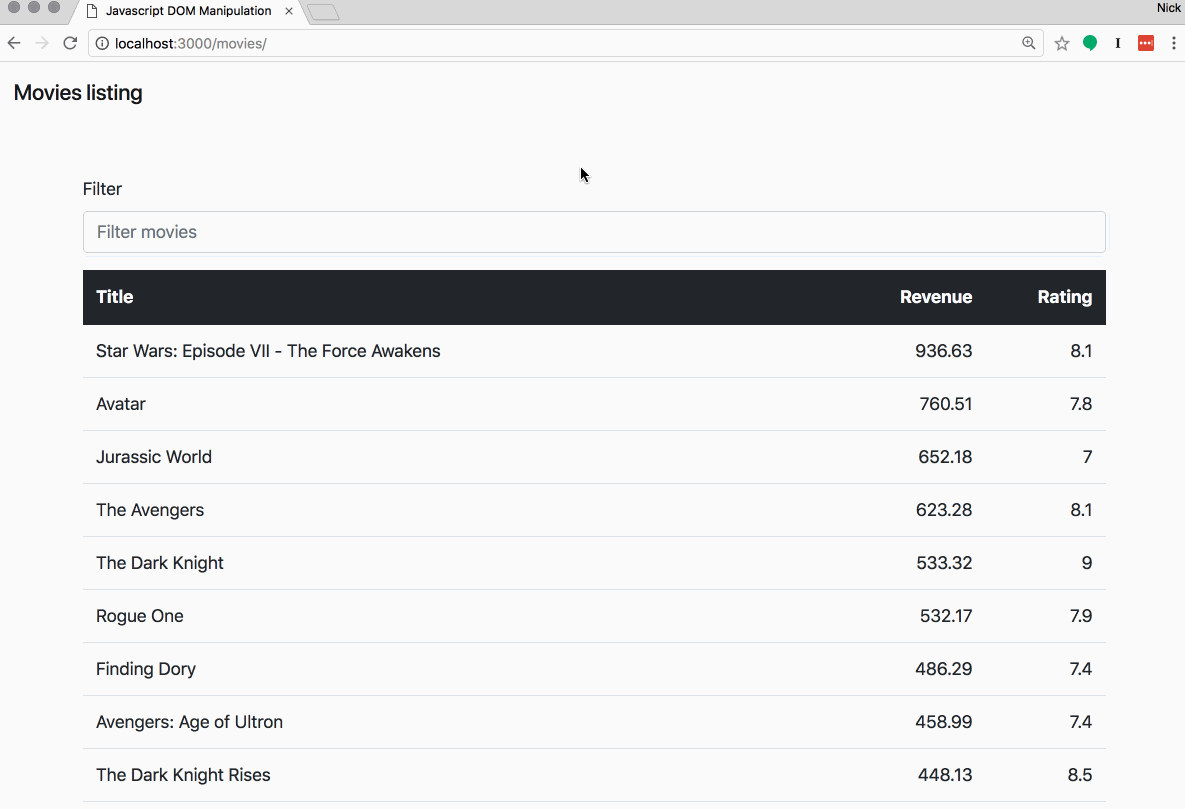 Javascript DOM Manipulation
Nick
localhost:3000/movies/
Movies listing
Filter
Filter movies
Title Revenue Rating
Star Wars: Episode VII - The Force Awakens 936.63 8.1
Avatar 760.51 7.8
Jurassic World 652.18 7
The Avengers 623.28 8.1
The Dark Knight 533.32 9
Rogue One 532.17 7.9
Finding Dory 486.29 7.4
Avengers: Age of Ultron 458.99 7.4
The Dark Knight Rises 448.13 8.5